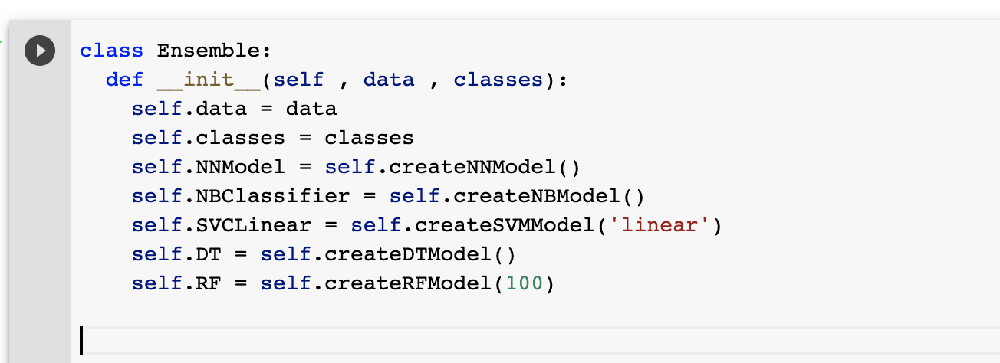 class Ensemble:
  def __init__(self , data , classes):
    self.data = data
    self.classes = classes
    self.NNModel = self.createNNModel()
    self.NBClassifier = self.createNBModel()
    self.SVCLinear = self.createSVMModel('linear')
    self.DT = self.createDTModel()
    self.RF = self.createRFModel(100)